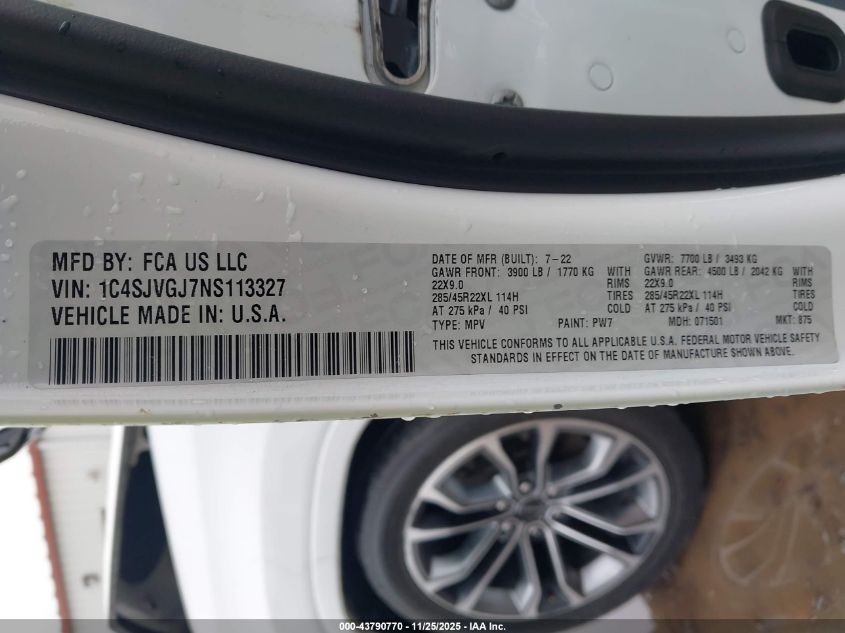 MFD BY: FCA US LLC
VIN: 1C4SJVGJ7NS113327
VEHICLE MADE IN: U.S.A.
DATE OF MFR (BUILT): 7-22 GVWR: 7700 LB / 3493 KG
GAWR FRONT: 3900 LB / 1770 KG WITH GAWR REAR: 4500 LB / 2042 KG WITH
22X9.0 RIMS 22X9.0 RIMS
285/45R22XL 114H TIRES 285/45R22XL 114H TIRES
AT 275 kPa / 40 PSI COLD AT 275 kPa / 40 PSI COLD
TYPE: MPV PAINT: PW7 MDH: 071501 MKT: 875
THIS VEHICLE CONFORMS TO ALL APPLICABLE U.S.A. FEDERAL MOTOR VEHICLE SAFETY
STANDARDS IN EFFECT ON THE DATE OF MANUFACTURE SHOWN ABOVE.
000-43790770 - 11/25/2025 - IAA Inc.